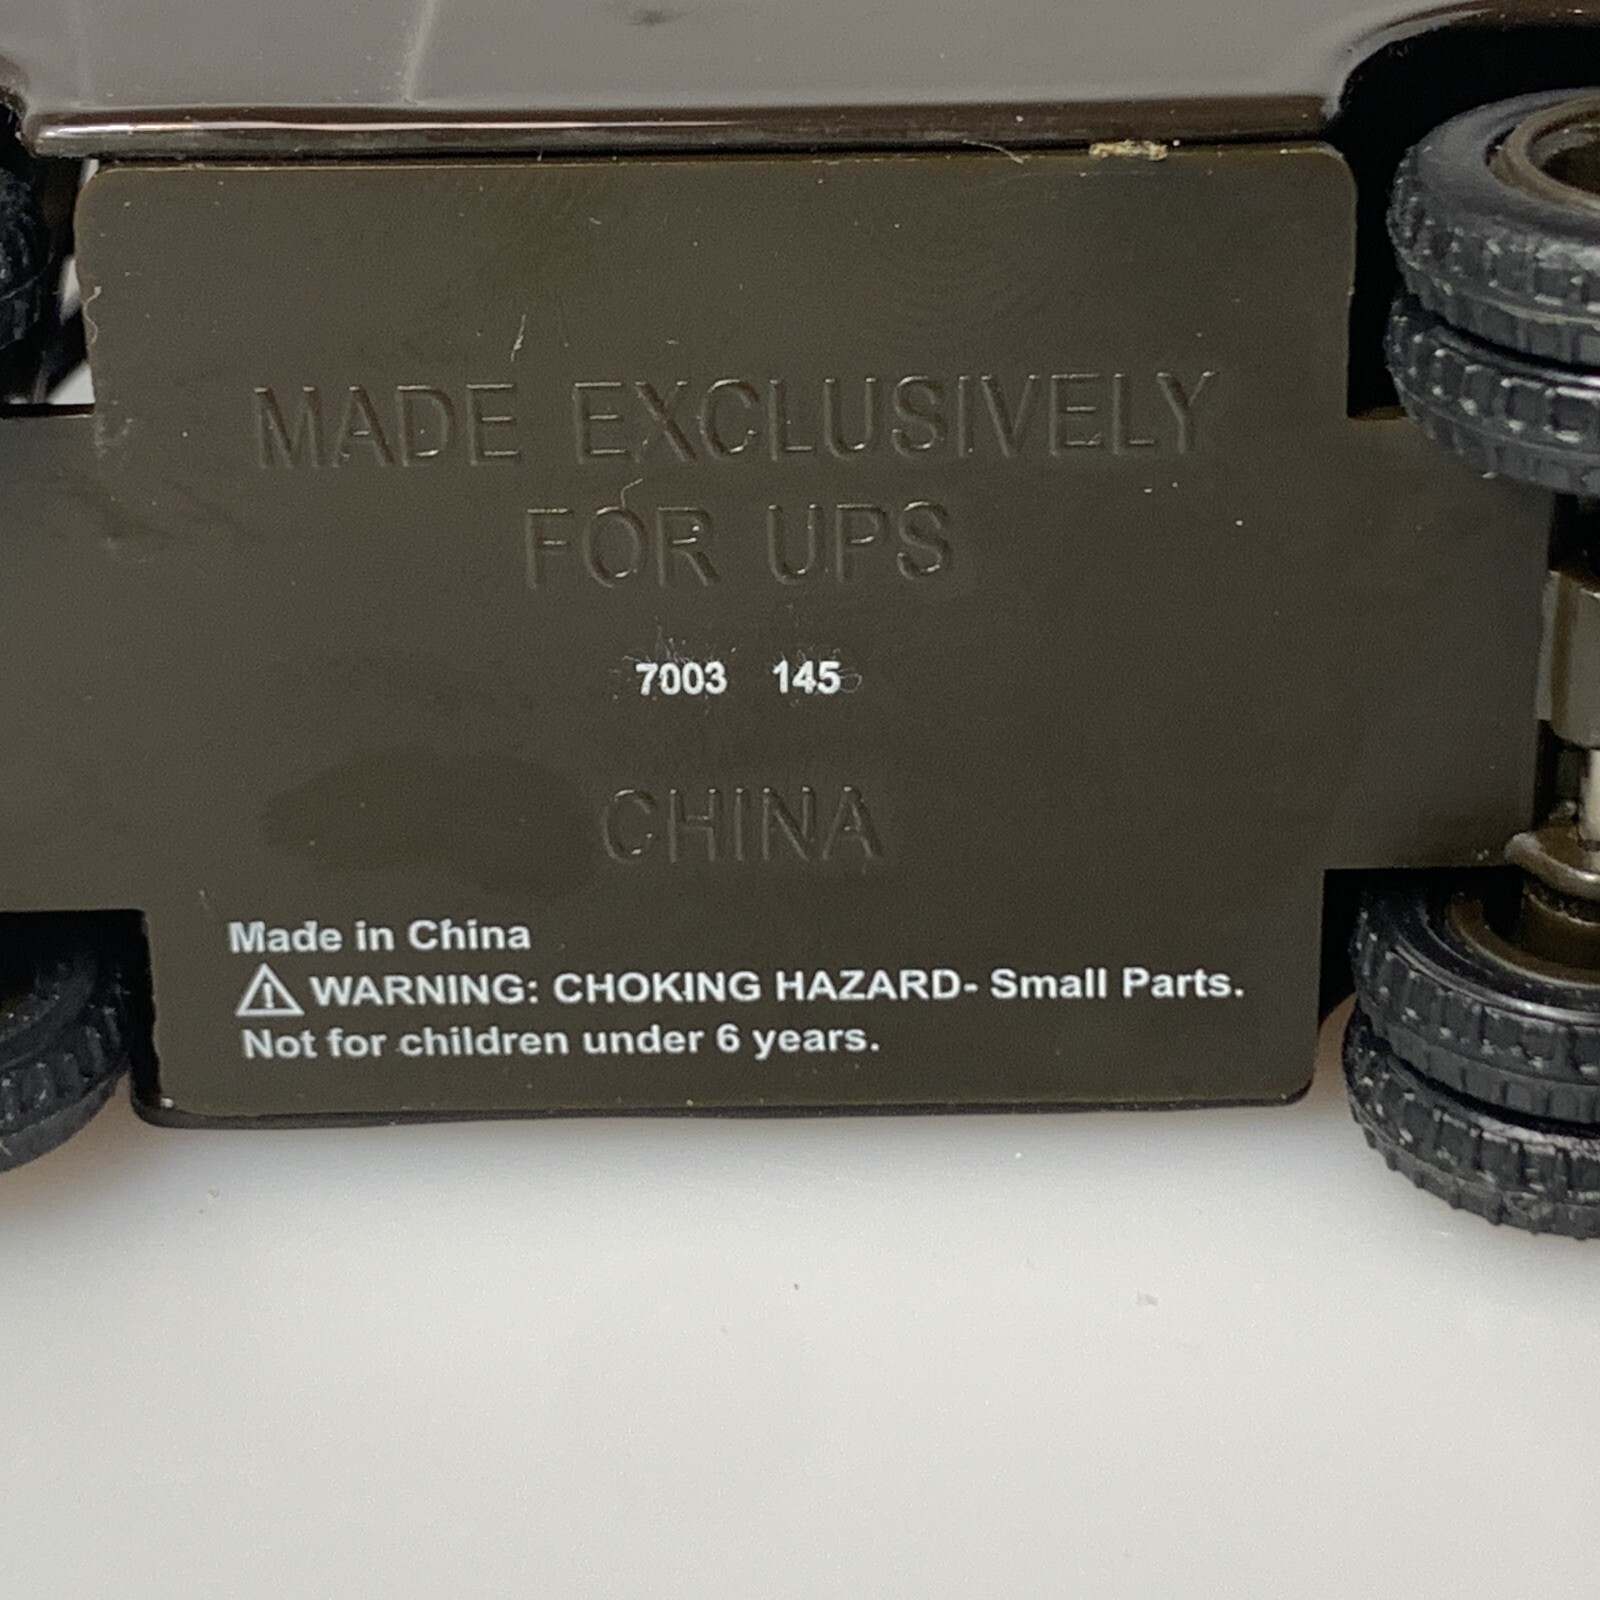 MADE EXCLUSIVELY
FOR UPS
7003 145
CHINA
Made in China
⚠ WARNING: CHOKING HAZARD- Small Parts.
Not for children under 6 years.